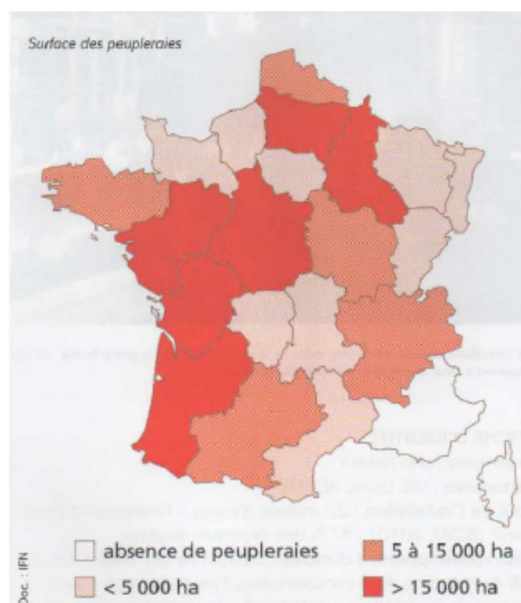 Surface des peupleraies
absence de peupleraies
5 à 15 000 ha
< 5 000 ha
> 15 000 ha
Doc. : IFN